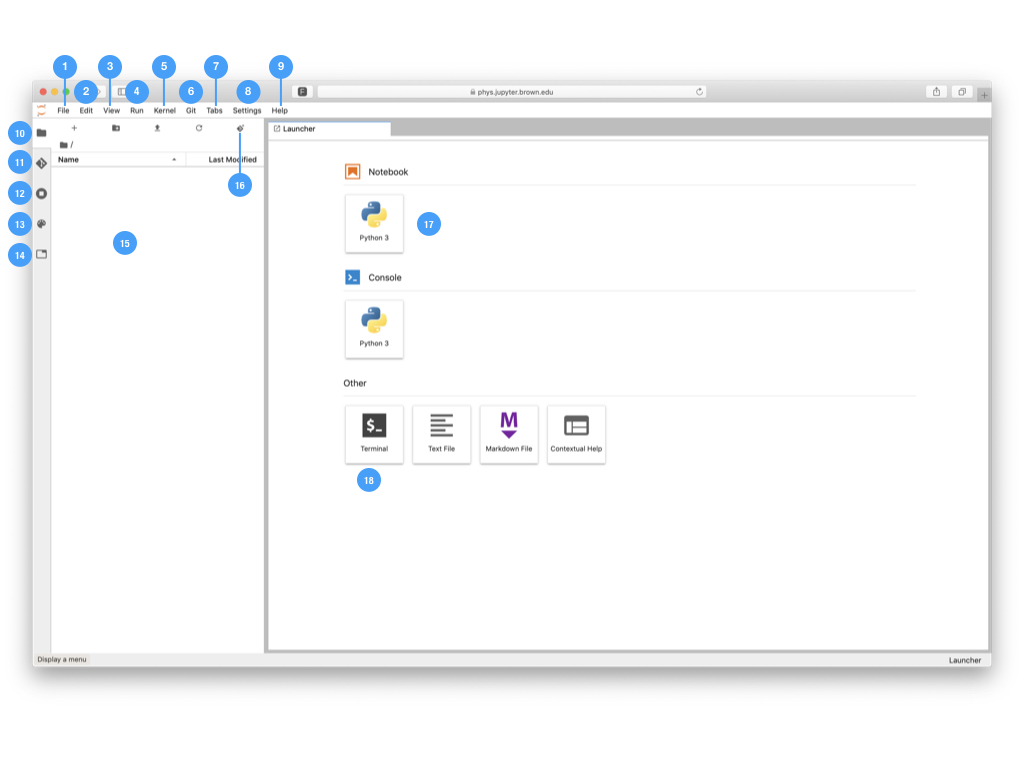 1 3 5 7 9
2 4 6 8
F
phys.jupyter.brown.edu
File Edit View Run Kernel Git Tabs Settings Help
10
Launcher
/
Name Last Modified
11
16
12
13
14
15
Notebook
Python 3
17
Console
Python 3
Other
$_
M
Terminal Text File Markdown File Contextual Help
18
Display a menu Launcher